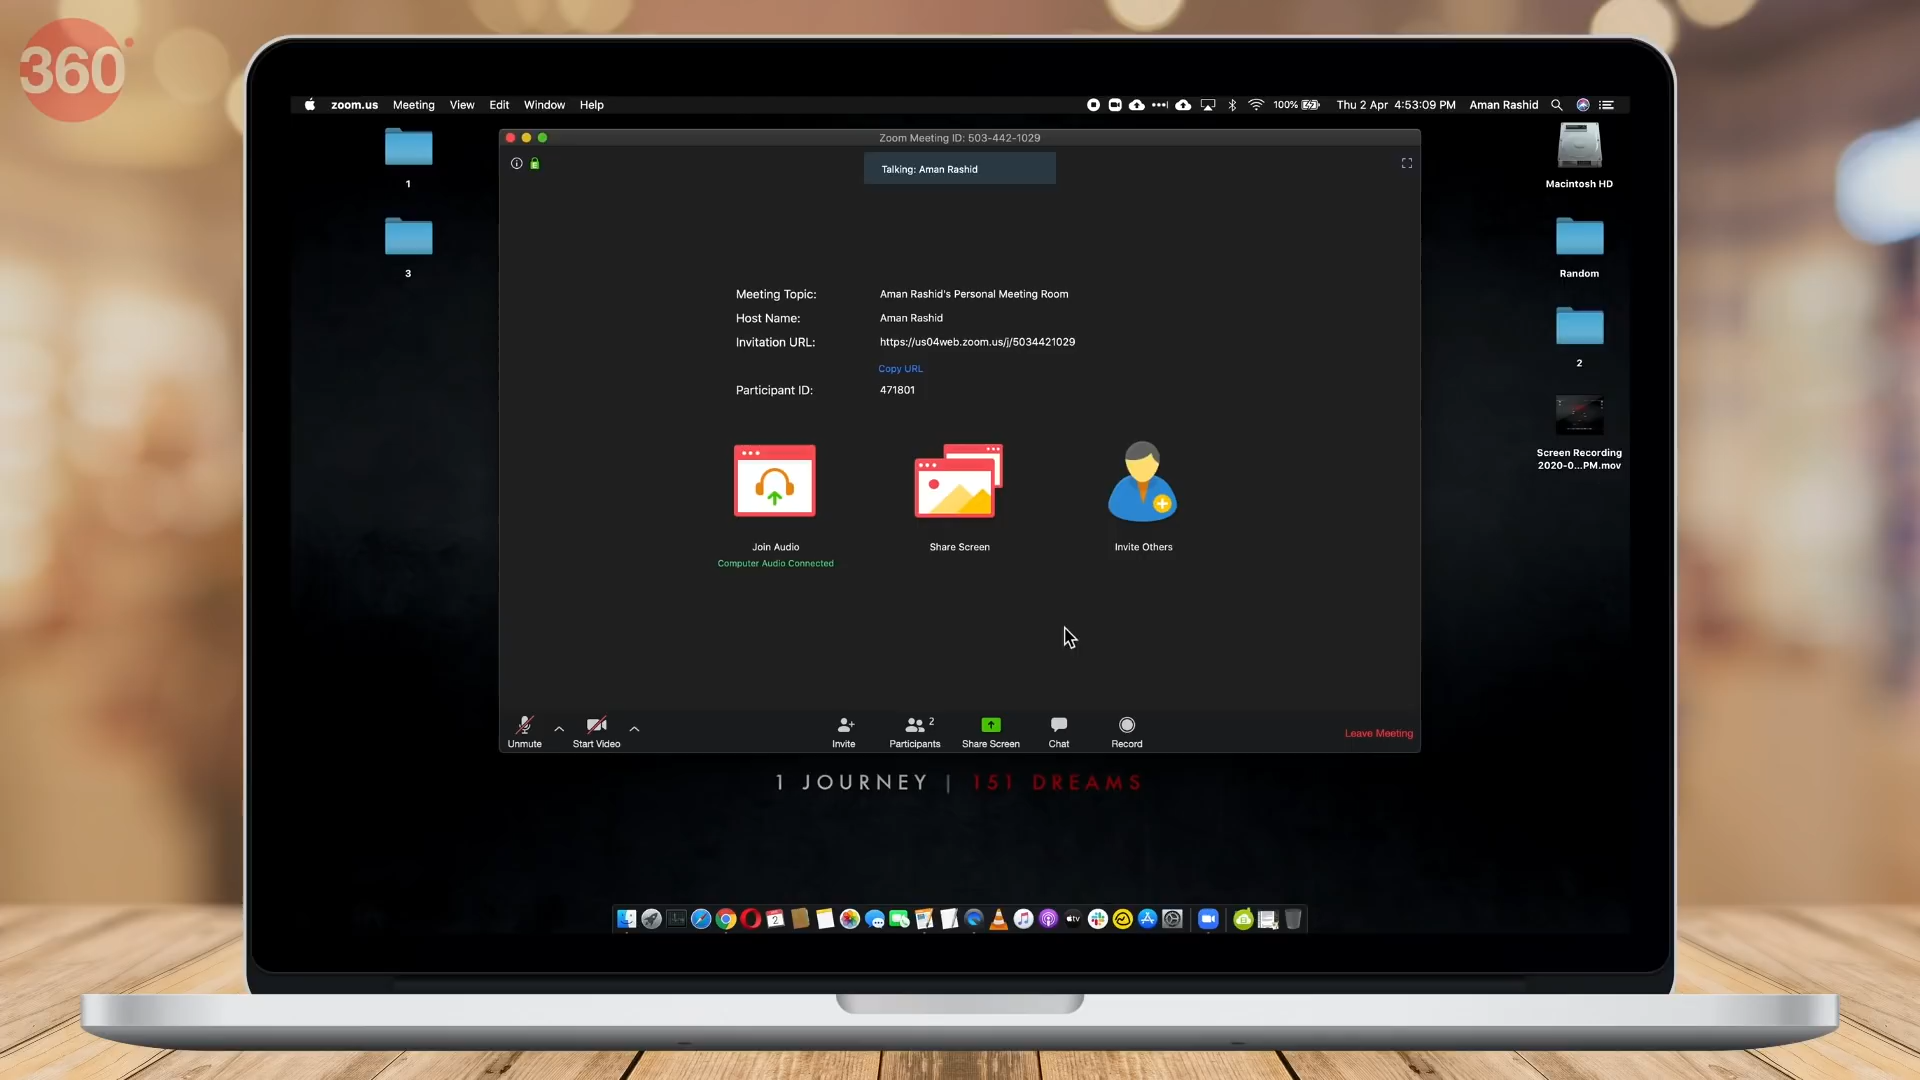 360
zoom.us Meeting View Edit Window Help
100% Thu 2 Apr 4:53:09 PM Aman Rashid
1
3
Macintosh HD
Random
2
Screen Recording
2020-0...PM.mov
Zoom Meeting ID: 503-442-1029
Talking: Aman Rashid
Meeting Topic: Aman Rashid's Personal Meeting Room
Host Name: Aman Rashid
Invitation URL: https://us04web.zoom.us/j/5034421029
Copy URL
Participant ID: 471801
Join Audio
Computer Audio Connected
Share Screen
Invite Others
Unmute
Start Video
Invite
Participants 2
Share Screen
Chat
Record
Leave Meeting
1 JOURNEY | 151 DREAMS
2
tv